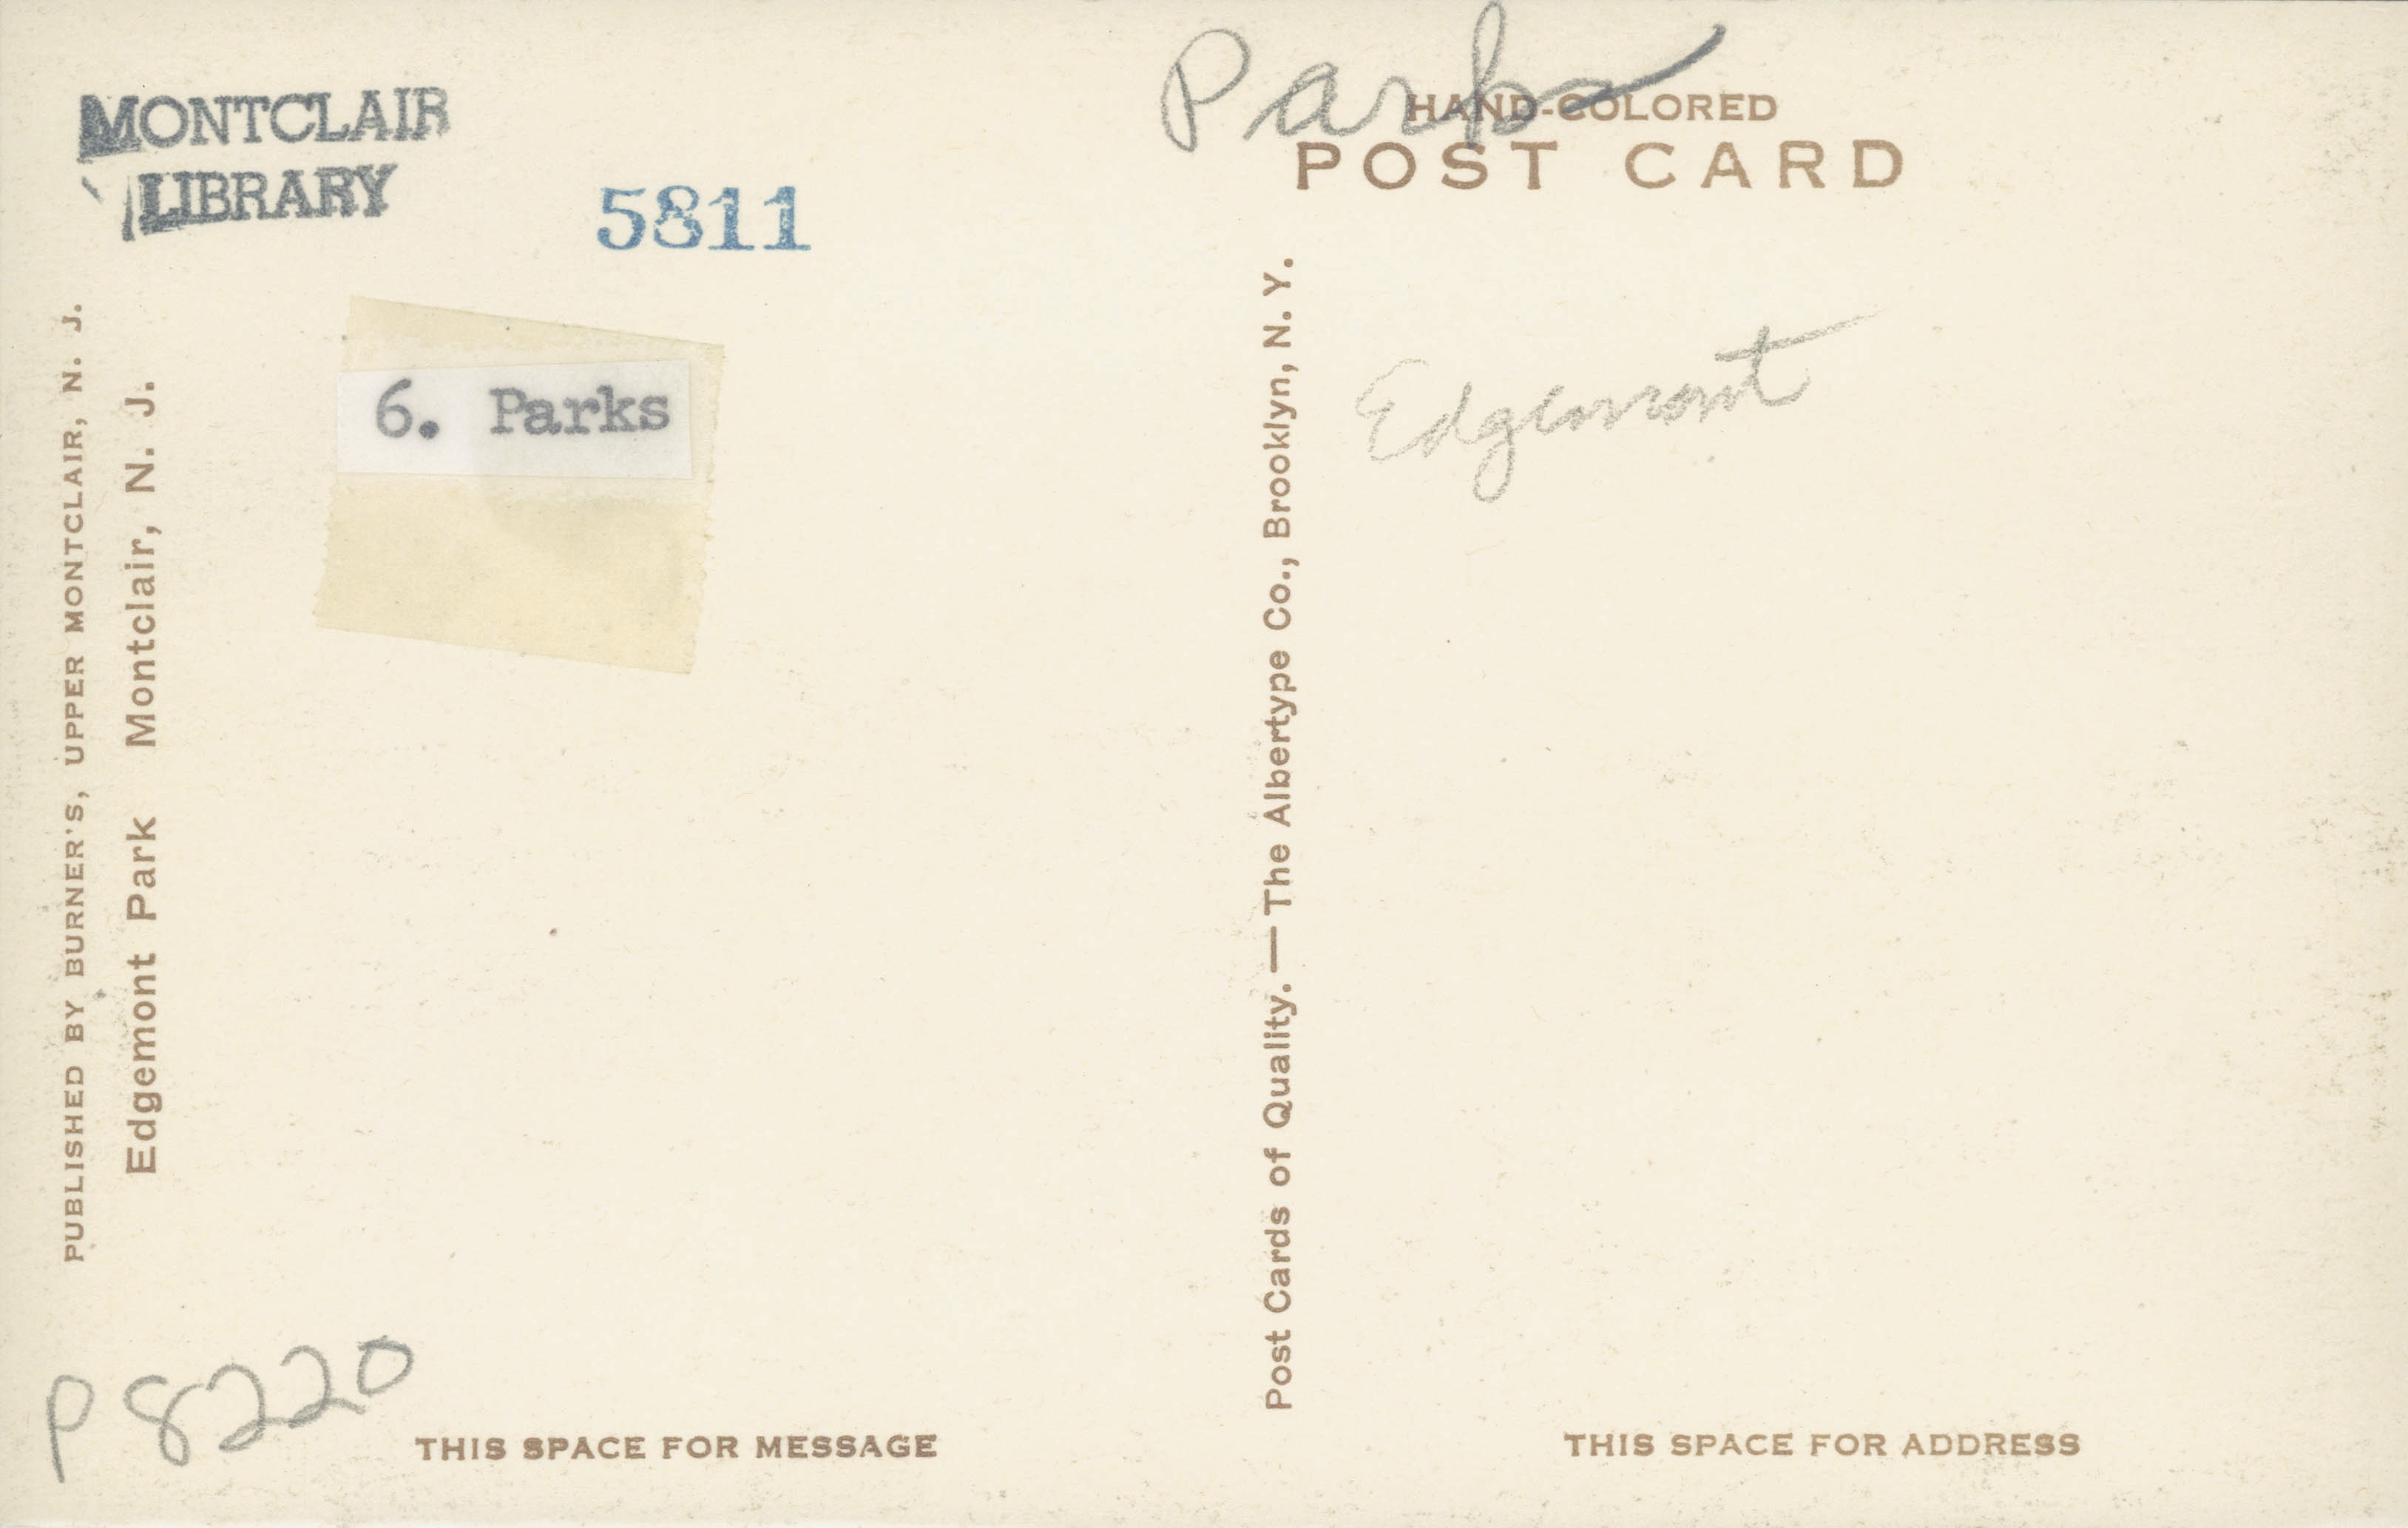 MONTCLAIR
LIBRARY
5811
6. Parks
PUBLISHED BY BURNER'S, UPPER MONTCLAIR, N. J.
Edgemont Park Montclair, N. J.
P8220
THIS SPACE FOR MESSAGE
Post Cards of Quality. — The Albertype Co., Brooklyn, N. Y.
Parks
HAND-COLORED
POST CARD
Edgemont
THIS SPACE FOR ADDRESS